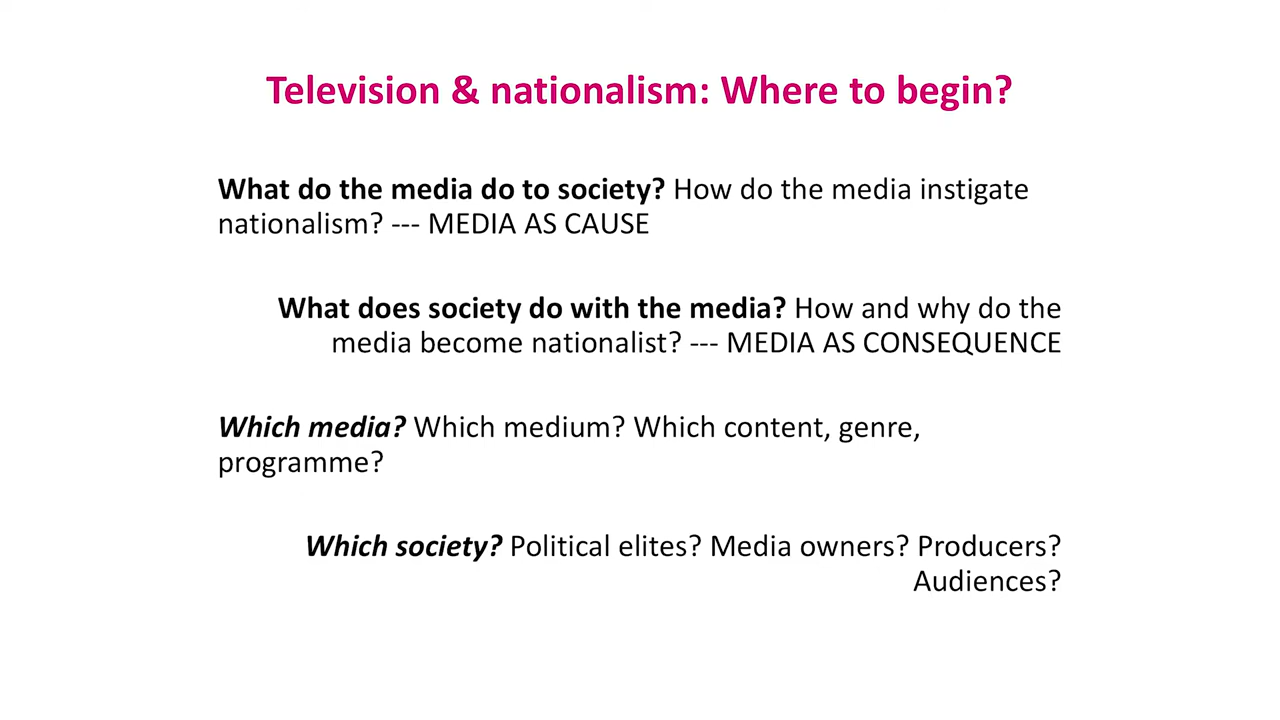 Television & nationalism: Where to begin?
What do the media do to society? How do the media instigate
nationalism? --- MEDIA AS CAUSE
What does society do with the media? How and why do the
media become nationalist? --- MEDIA AS CONSEQUENCE
Which media? Which medium? Which content, genre,
programme?
Which society? Political elites? Media owners? Producers?
Audiences?